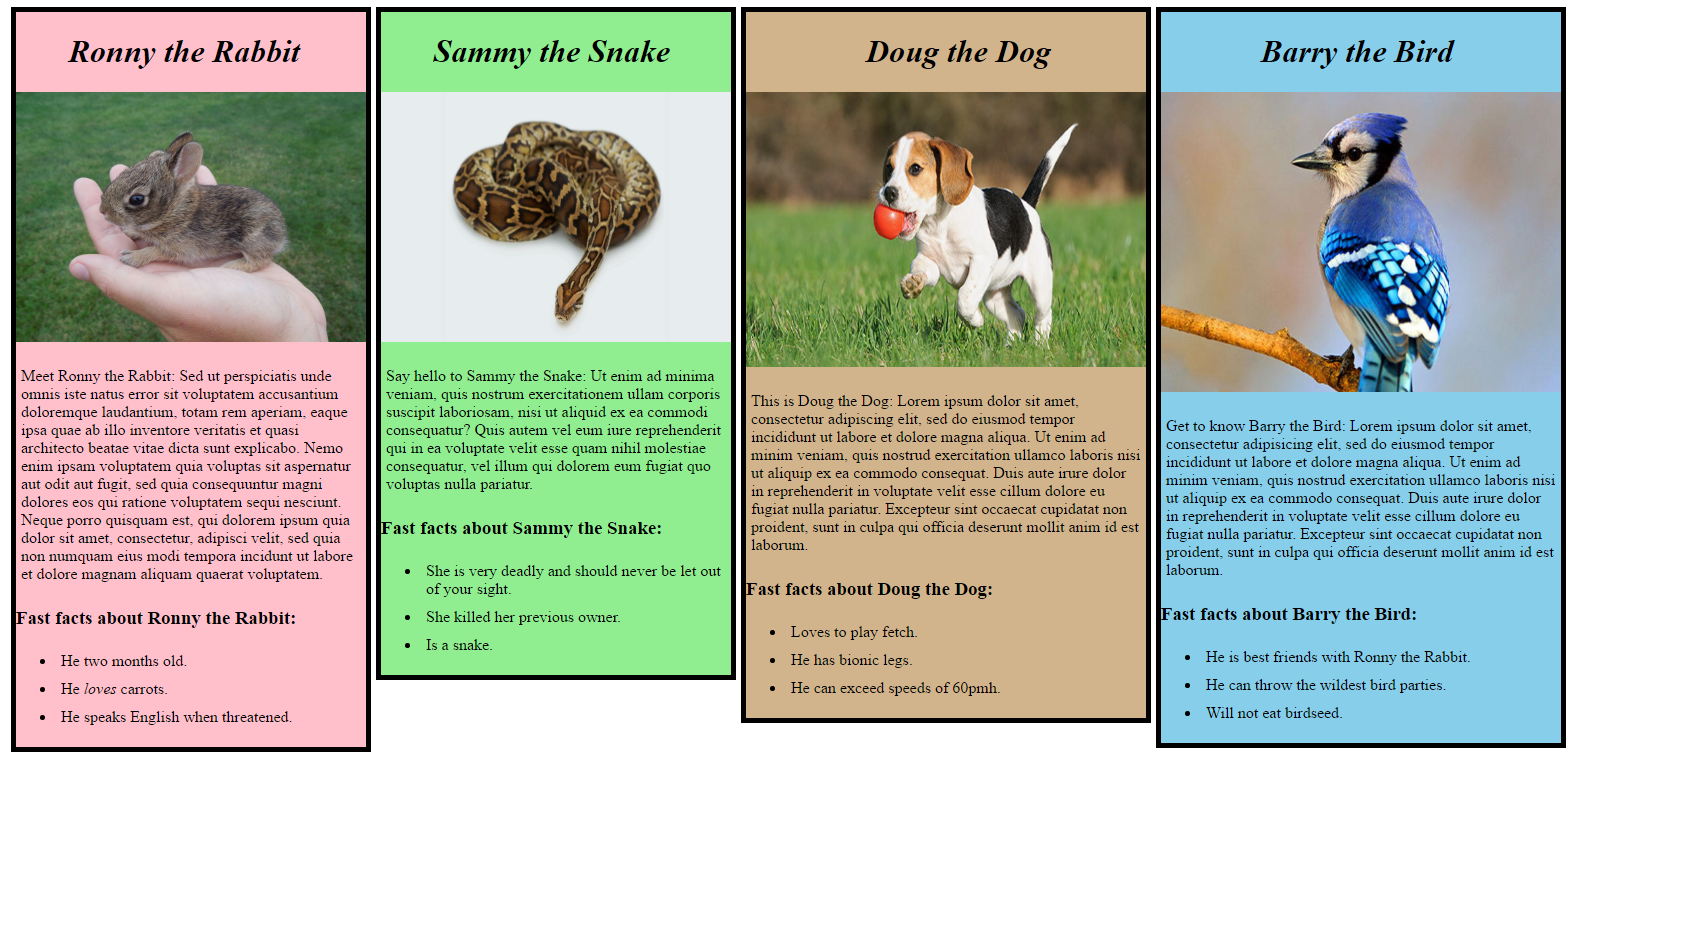 Ronny the Rabbit
Meet Ronny the Rabbit: Sed ut perspiciatis unde
omnis iste natus error sit voluptatem accusantium
doloremque laudantium, totam rem aperiam, eaque
ipsa quae ab illo inventore veritatis et quasi
architecto beatae vitae dicta sunt explicabo. Nemo
enim ipsam voluptatem quia voluptas sit aspernatur
aut odit aut fugit, sed quia consequuntur magni
dolores eos qui ratione voluptatem sequi nesciunt.
Neque porro quisquam est, qui dolorem ipsum quia
dolor sit amet, consectetur, adipisci velit, sed quia
non numquam eius modi tempora incidunt ut labore
et dolore magnam aliquam quaerat voluptatem.
Fast facts about Ronny the Rabbit:
• He two months old.
• He loves carrots.
• He speaks English when threatened.
Sammy the Snake
Say hello to Sammy the Snake: Ut enim ad minima
veniam, quis nostrum exercitationem ullam corporis
suscipit laboriosam, nisi ut aliquid ex ea commodi
consequatur? Quis autem vel eum iure reprehenderit
qui in ea voluptate velit esse quam nihil molestiae
consequatur, vel illum qui dolorem eum fugiat quo
voluptas nulla pariatur.
Fast facts about Sammy the Snake:
• She is very deadly and should never be let out
of your sight.
• She killed her previous owner.
• Is a snake.
Doug the Dog
This is Doug the Dog: Lorem ipsum dolor sit amet,
consectetur adipiscing elit, sed do eiusmod tempor
incididunt ut labore et dolore magna aliqua. Ut enim ad
minim veniam, quis nostrud exercitation ullamco laboris nisi
ut aliquip ex ea commodo consequat. Duis aute irure dolor
in reprehenderit in voluptate velit esse cillum dolore eu
fugiat nulla pariatur. Excepteur sint occaecat cupidatat non
proident, sunt in culpa qui officia deserunt mollit anim id est
laborum.
Fast facts about Doug the Dog:
• Loves to play fetch.
• He has bionic legs.
• He can exceed speeds of 60pmh.
Barry the Bird
Get to know Barry the Bird: Lorem ipsum dolor sit amet,
consectetur adipisicing elit, sed do eiusmod tempor
incididunt ut labore et dolore magna aliqua. Ut enim ad
minim veniam, quis nostrud exercitation ullamco laboris nisi
ut aliquip ex ea commodo consequat. Duis aute irure dolor
in reprehenderit in voluptate velit esse cillum dolore eu
fugiat nulla pariatur. Excepteur sint occaecat cupidatat non
proident, sunt in culpa qui officia deserunt mollit anim id est
laborum.
Fast facts about Barry the Bird:
• He is best friends with Ronny the Rabbit.
• He can throw the wildest bird parties.
• Will not eat birdseed.